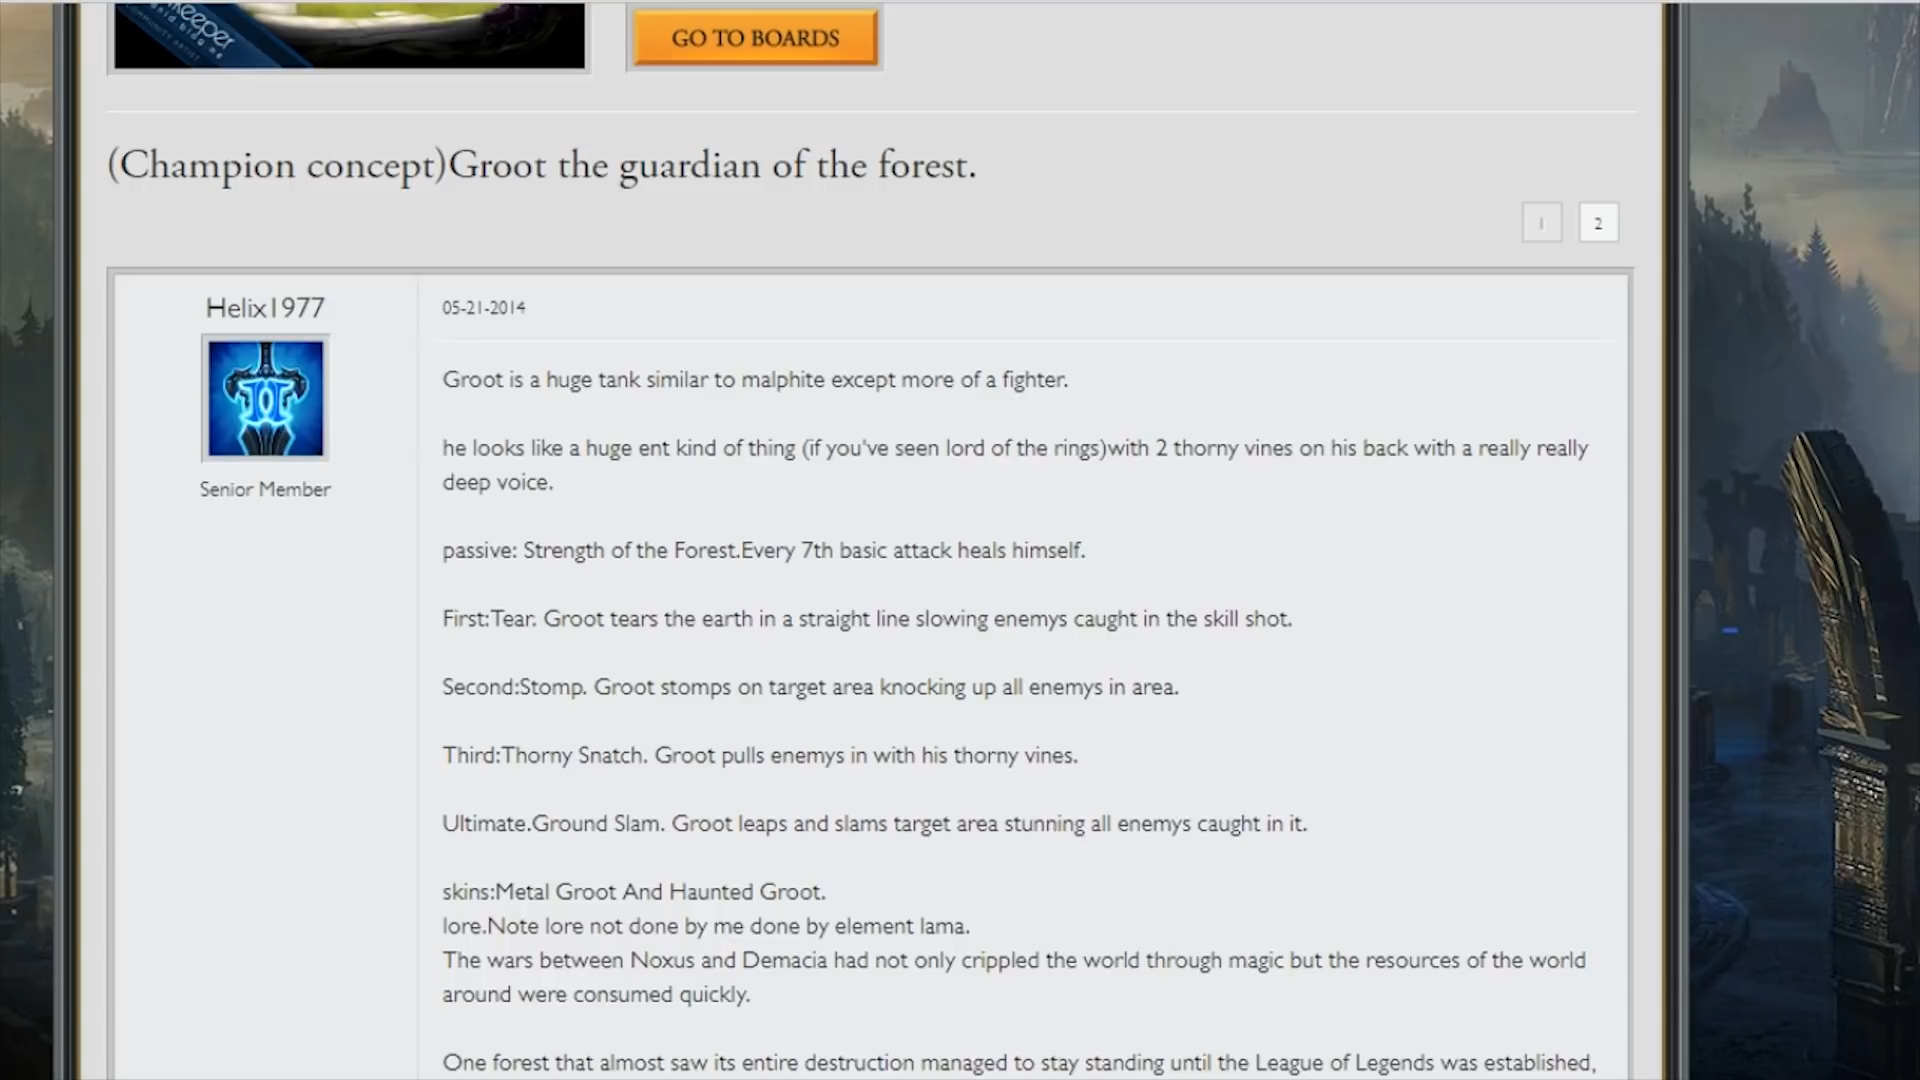 keeper
COMMUNITY ARTIST
GO TO BOARDS
(Champion concept)Groot the guardian of the forest.
1 2
Helix1977
05-21-2014
Senior Member
Groot is a huge tank similar to malphite except more of a fighter.
he looks like a huge ent kind of thing (if you've seen lord of the rings)with 2 thorny vines on his back with a really really
deep voice.
passive: Strength of the Forest.Every 7th basic attack heals himself.
First:Tear. Groot tears the earth in a straight line slowing enemys caught in the skill shot.
Second:Stomp. Groot stomps on target area knocking up all enemys in area.
Third:Thorny Snatch. Groot pulls enemys in with his thorny vines.
Ultimate.Ground Slam. Groot leaps and slams target area stunning all enemys caught in it.
skins:Metal Groot And Haunted Groot.
lore.Note lore not done by me done by element lama.
The wars between Noxus and Demacia had not only crippled the world through magic but the resources of the world
around were consumed quickly.
One forest that almost saw its entire destruction managed to stay standing until the League of Legends was established,